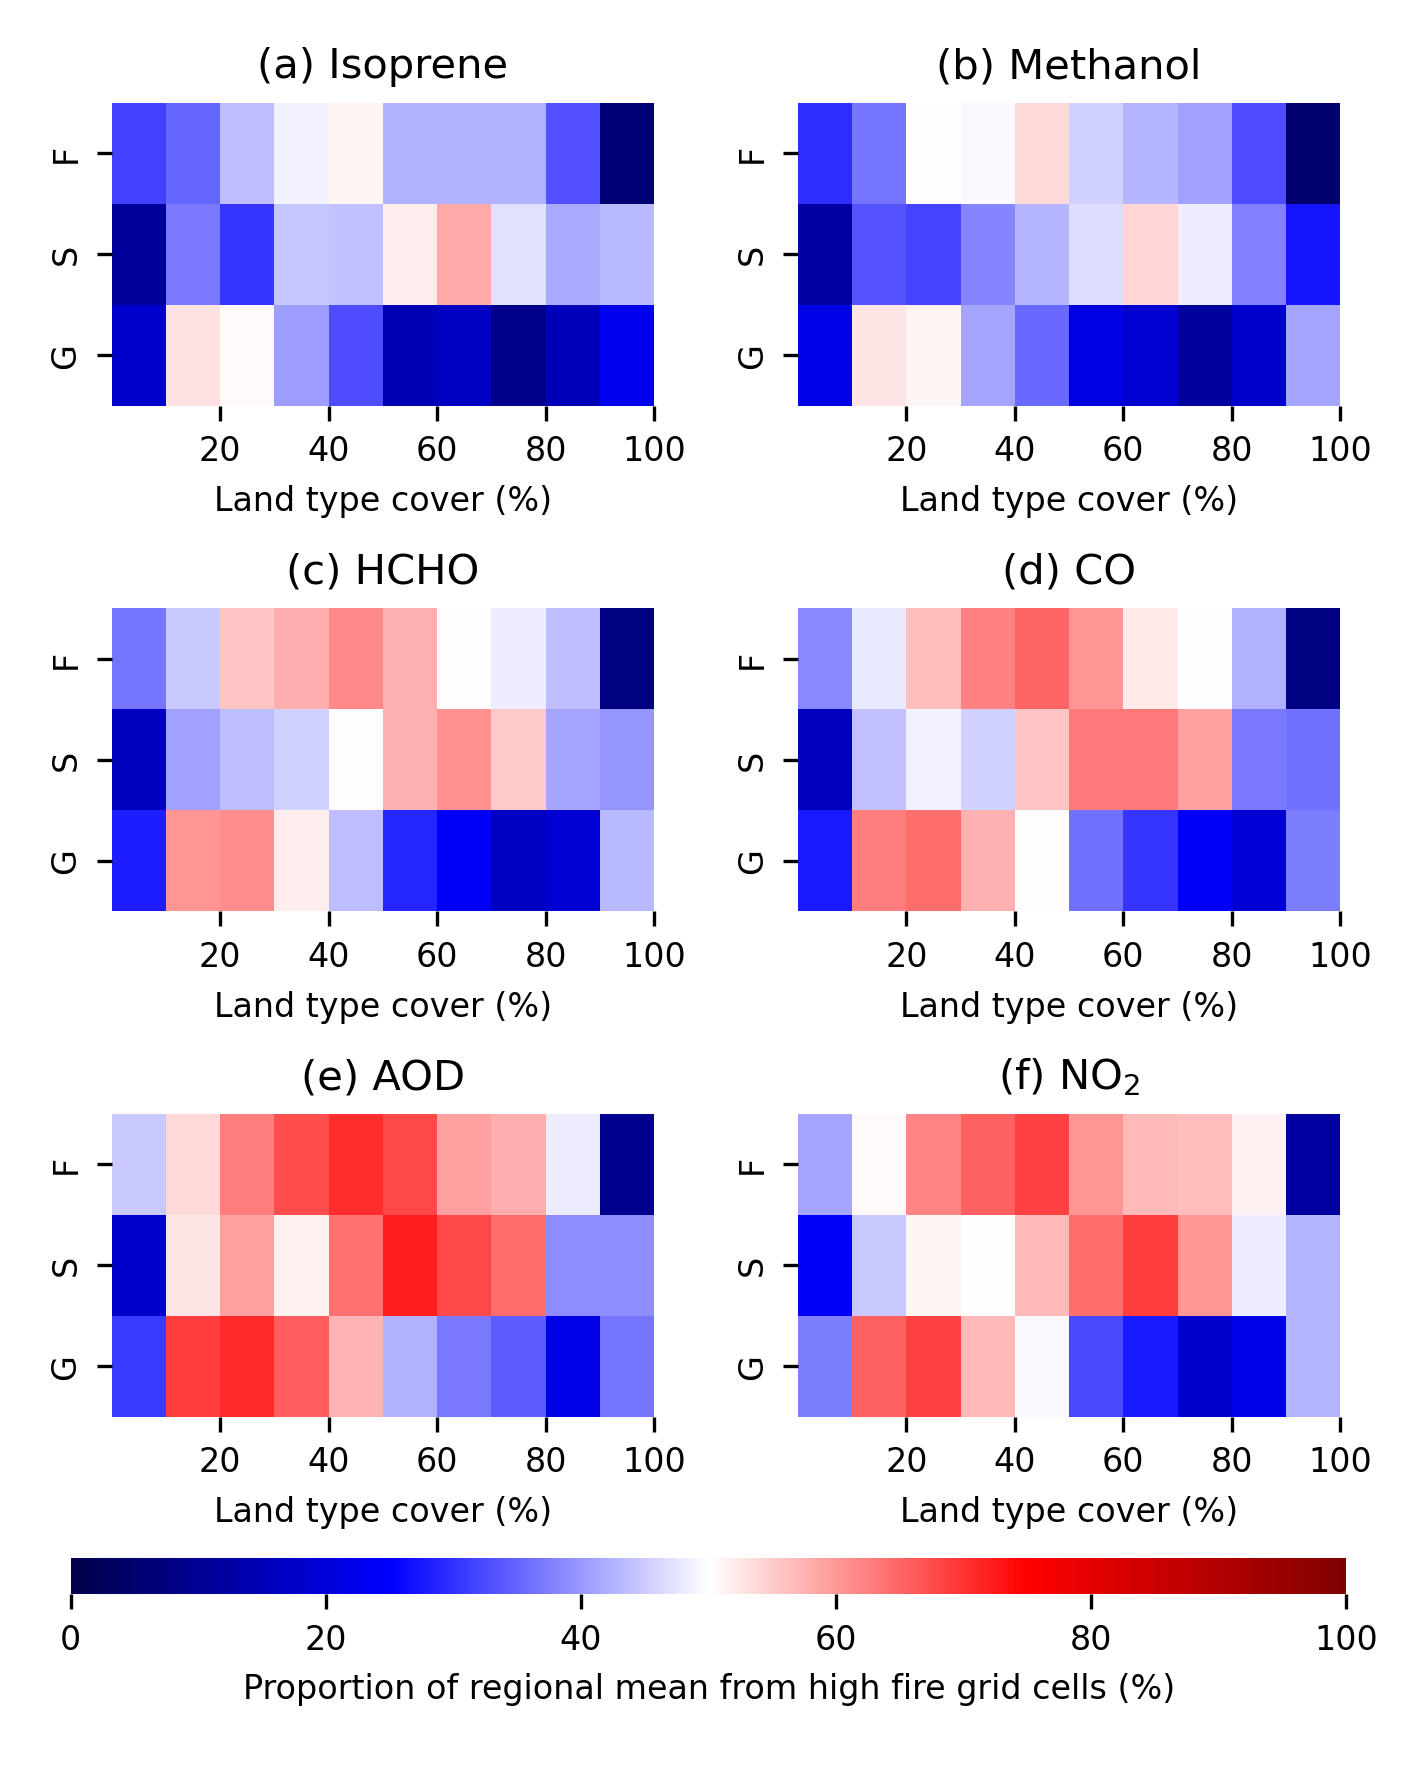 (a) Isoprene
(b) Methanol
F
S
G
20 40 60 80 100
Land type cover (%)
F
S
G
20 40 60 80 100
Land type cover (%)
(c) HCHO
(d) CO
F
S
G
20 40 60 80 100
Land type cover (%)
F
S
G
20 40 60 80 100
Land type cover (%)
(e) AOD
(f) NO₂
F
S
G
20 40 60 80 100
Land type cover (%)
F
S
G
20 40 60 80 100
Land type cover (%)
0 20 40 60 80 100
Proportion of regional mean from high fire grid cells (%)